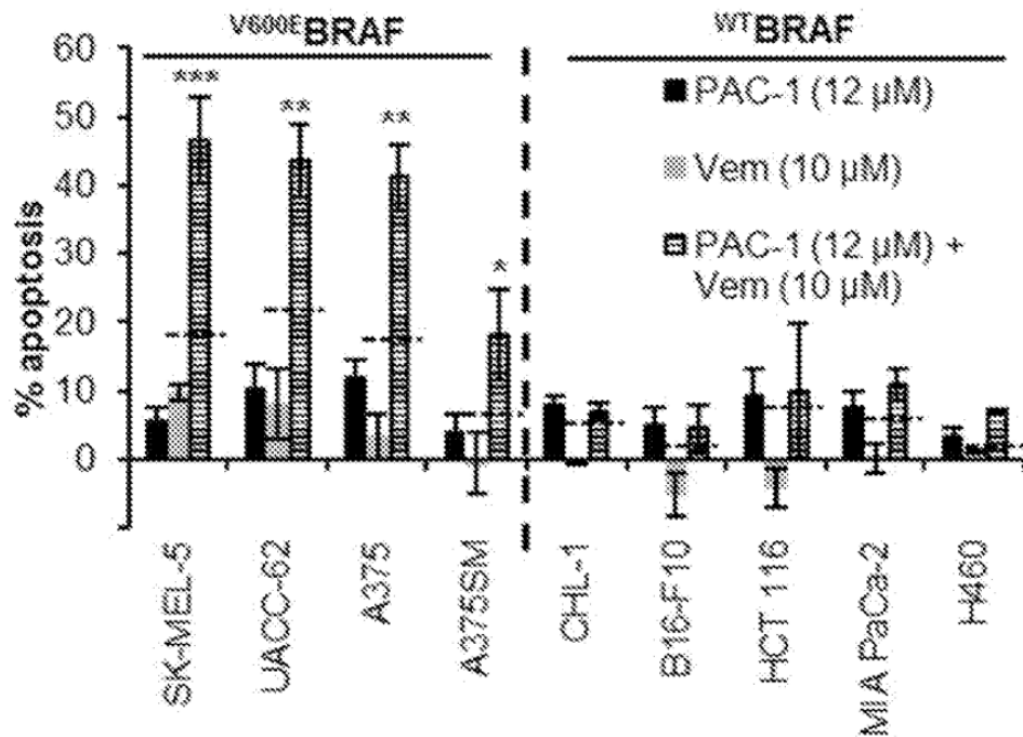 V600EBRAF
WTBRAF
60
50
40
30
20
10
0
% apoptosis
***
**
**
*
PAC-1 (12 µM)
Vem (10 µM)
PAC-1 (12 µM) +
Vem (10 µM)
SK-MEL-5
UACC-62
A375
A375SM
CHL-1
B16-F10
HCT 116
MIA PaCa-2
H460